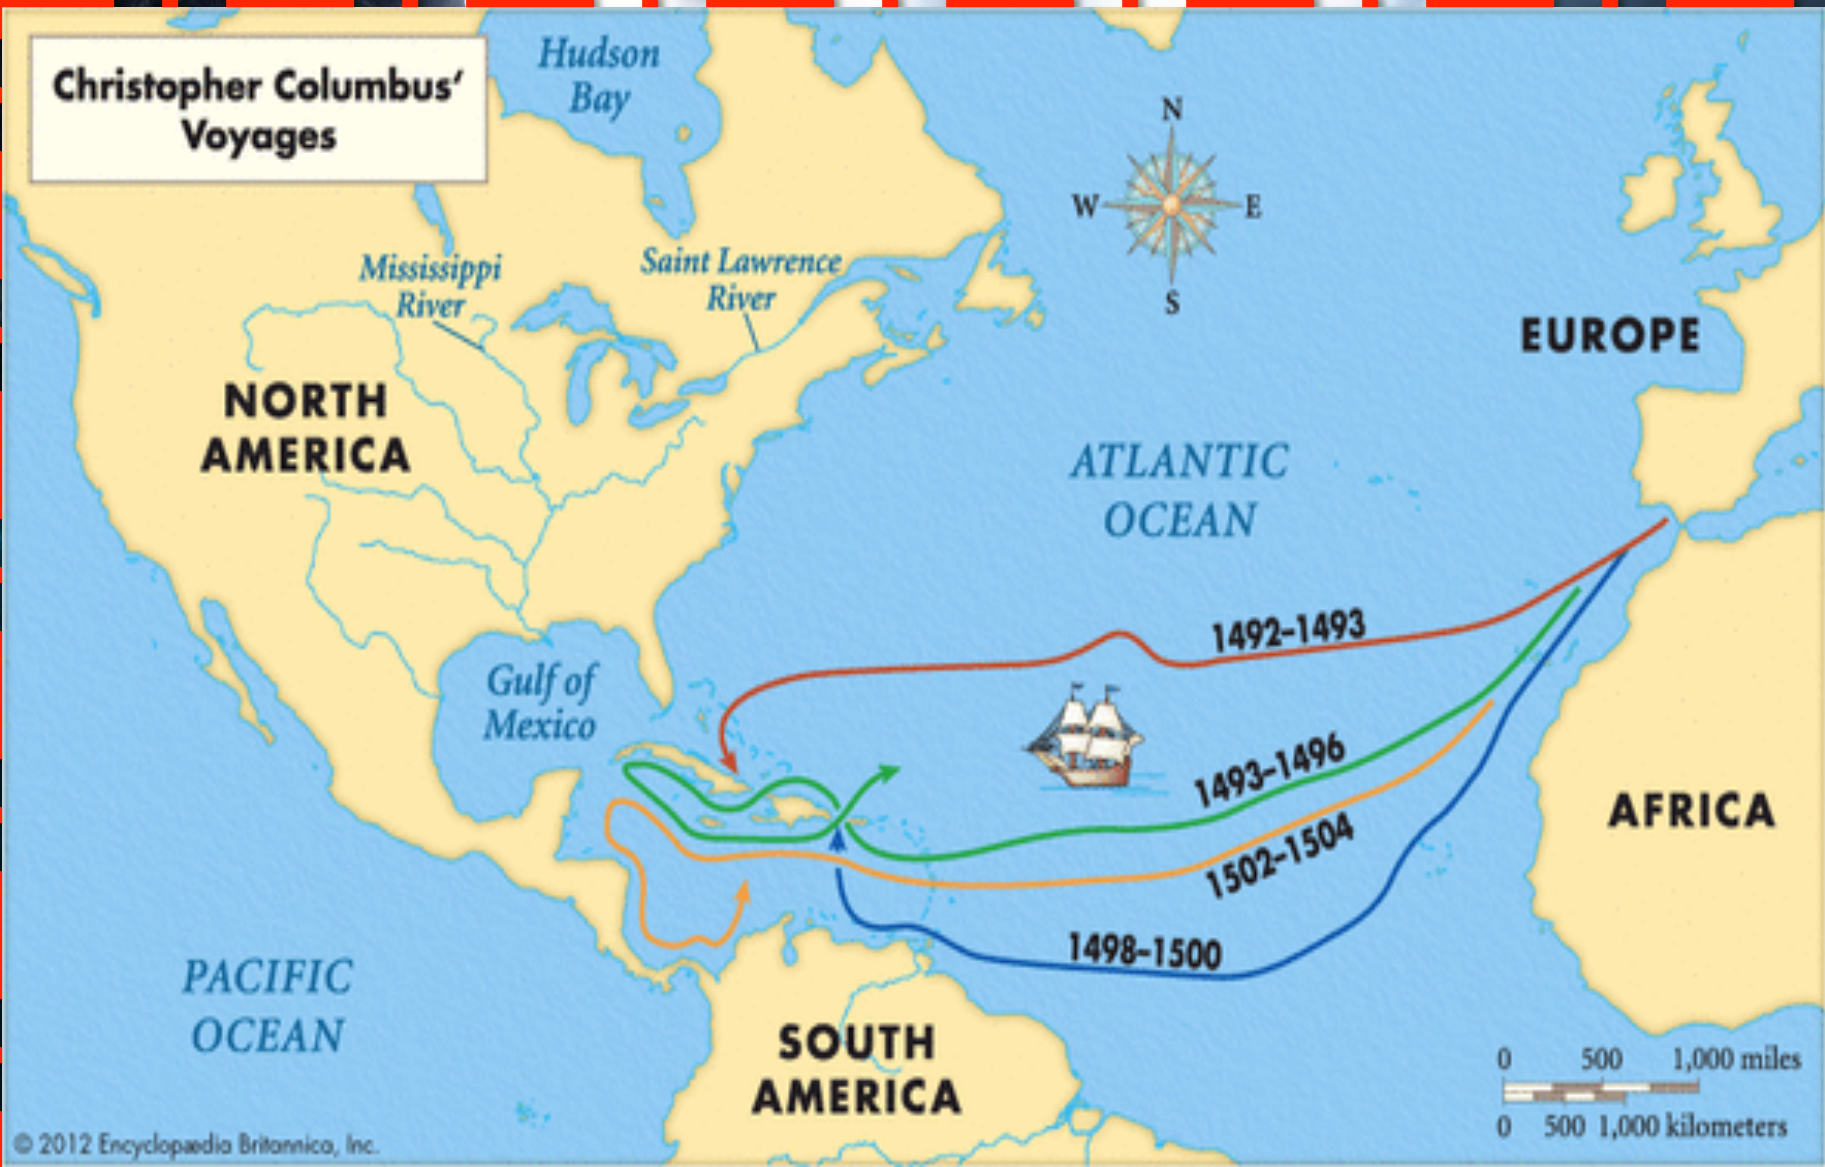 Christopher Columbus'
Voyages
Hudson
Bay
N
W
E
S
Mississippi
River
Saint Lawrence
River
EUROPE
NORTH
AMERICA
ATLANTIC
OCEAN
1492–1493
Gulf of
Mexico
1493–1496
AFRICA
1502–1504
1498–1500
PACIFIC
OCEAN
SOUTH
AMERICA
0 500 1,000 miles
0 500 1,000 kilometers
© 2012 Encyclopædia Britannica, Inc.